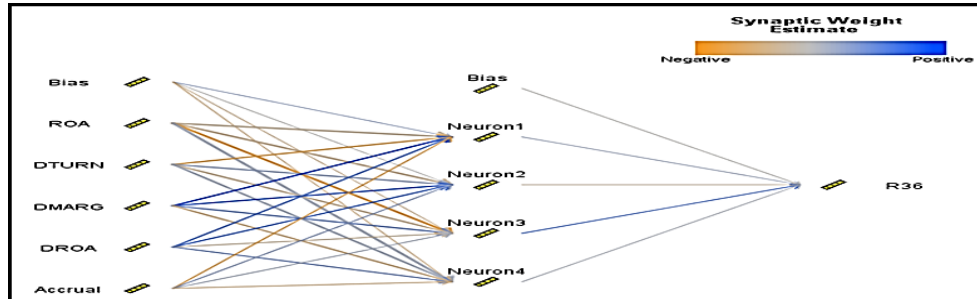 Synaptic Weight
Estimate
Negative
Positive
Bias
ROA
DTURN
DMARG
DROA
Accrual
Bias
Neuron1
Neuron2
Neuron3
Neuron4
R36